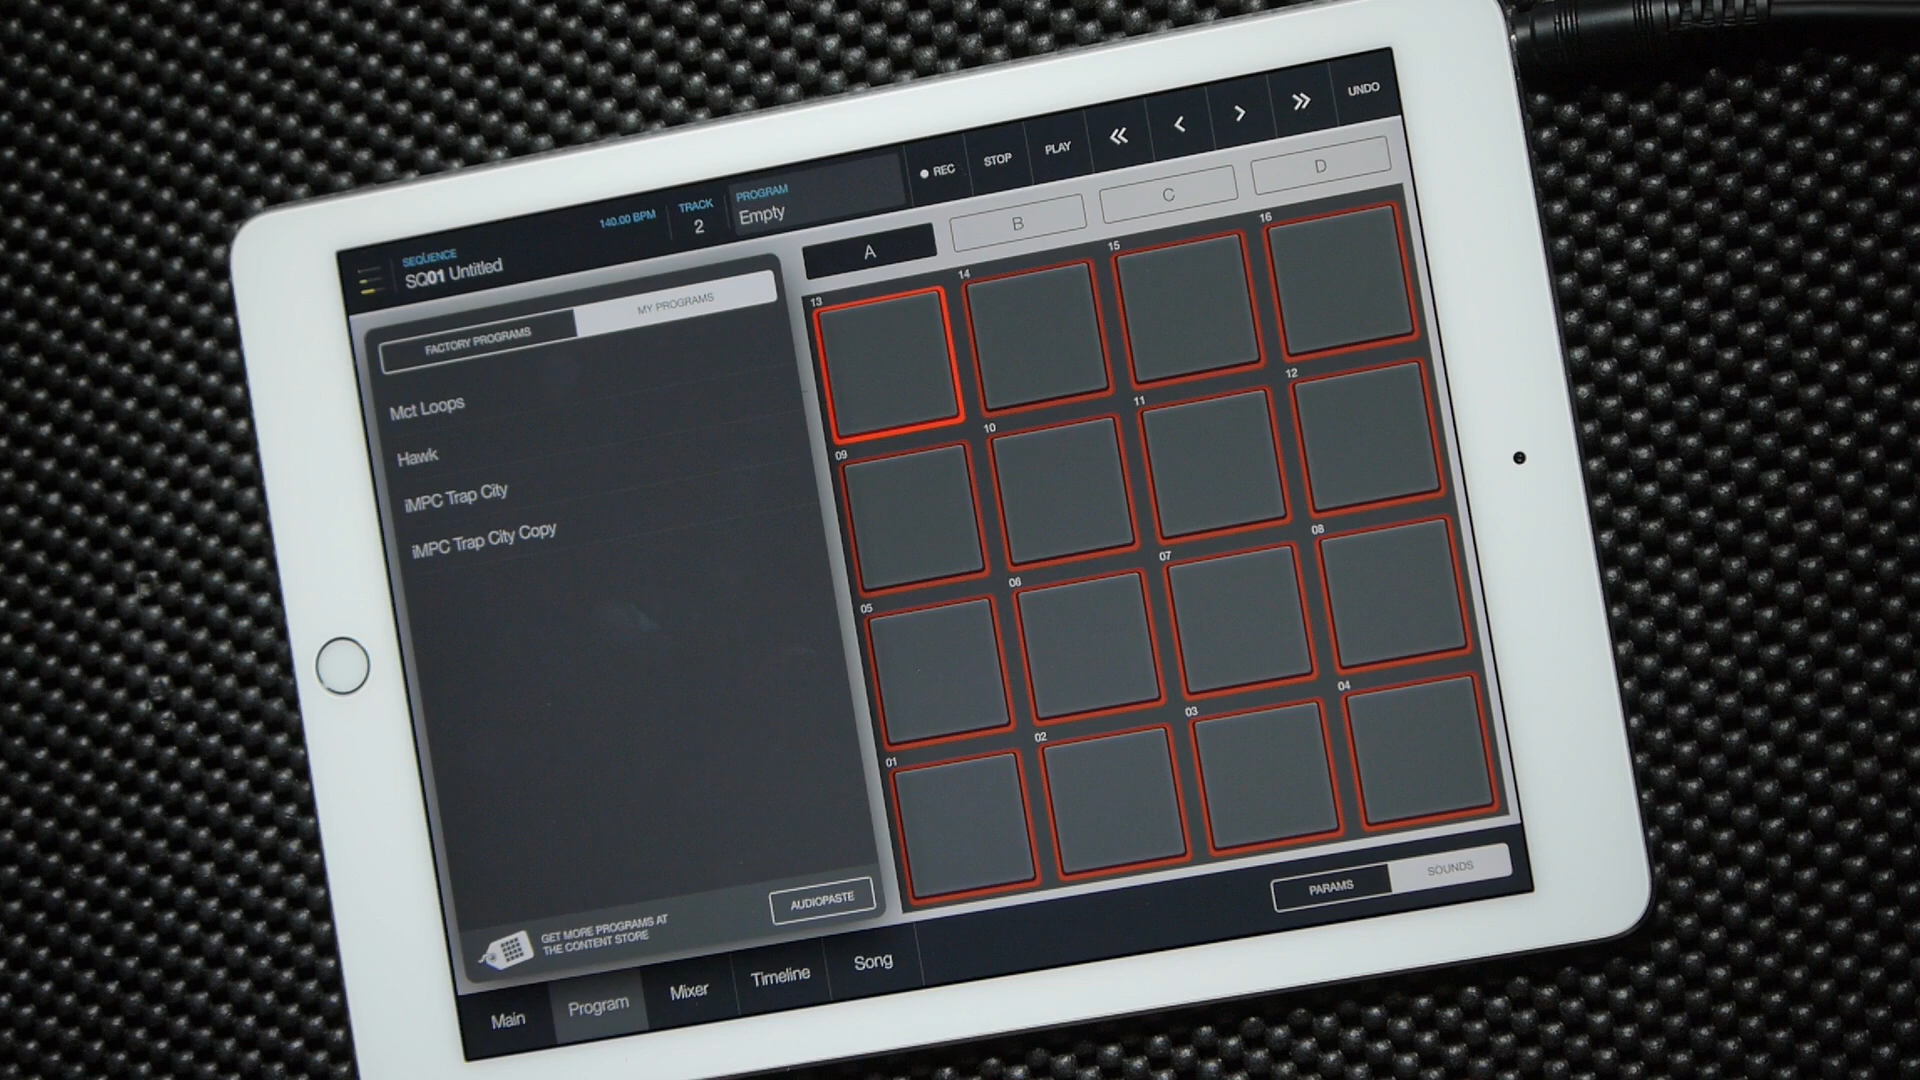 SEQUENCE
SQ01 Untitled
140.00 BPM
TRACK
2
PROGRAM
Empty
REC
STOP
PLAY
UNDO
FACTORY PROGRAMS
MY PROGRAMS
Mct Loops
Hawk
iMPC Trap City
iMPC Trap City Copy
GET MORE PROGRAMS AT
THE CONTENT STORE
AUDIOPASTE
A
B
C
D
13
14
15
16
09
10
11
12
05
06
07
08
01
02
03
04
PARAMS
SOUNDS
Main
Program
Mixer
Timeline
Song